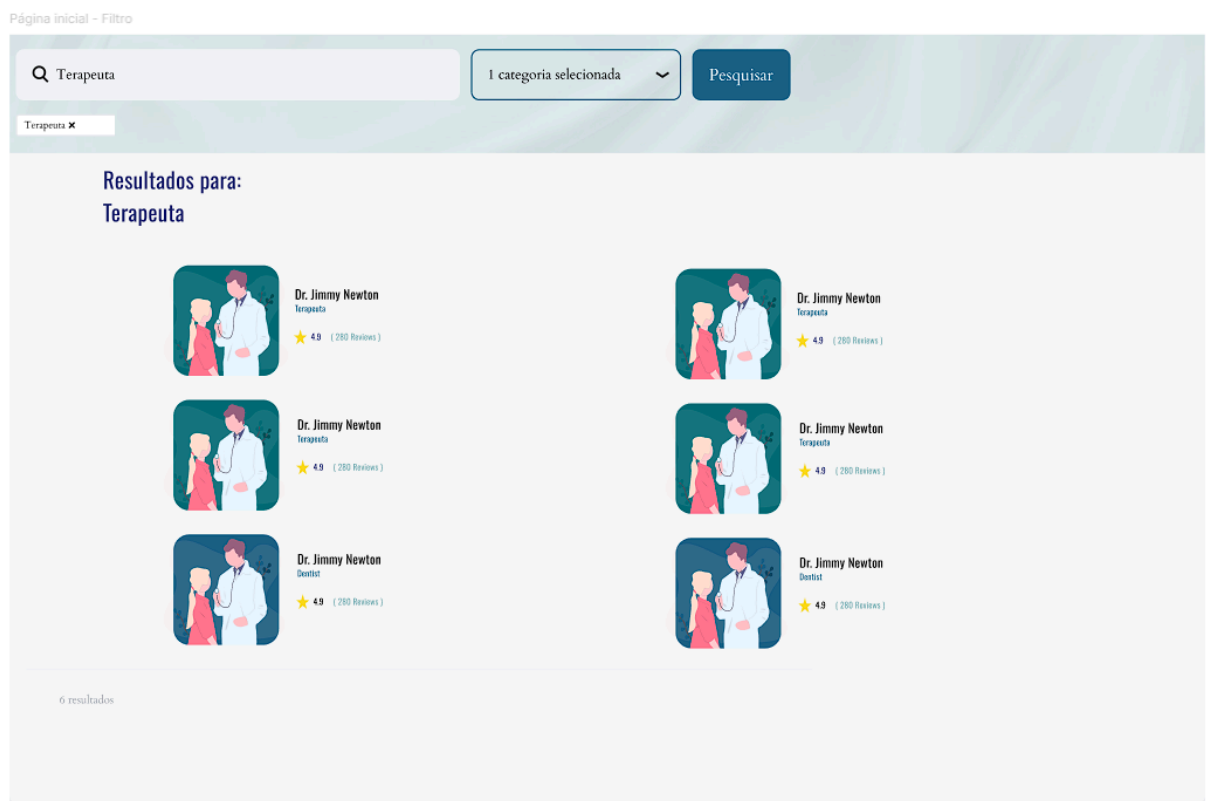 Página inicial - Filtro
Terapeuta
1 categoria selecionada
Pesquisar
Terapeuta ✖
Resultados para:
Terapeuta
Dr. Jimmy Newton
Terapeuta
4.9 ( 280 Reviews )
Dr. Jimmy Newton
Terapeuta
4.9 ( 280 Reviews )
Dr. Jimmy Newton
Terapeuta
4.9 ( 280 Reviews )
Dr. Jimmy Newton
Terapeuta
4.9 ( 280 Reviews )
Dr. Jimmy Newton
Dentist
4.9 ( 280 Reviews )
Dr. Jimmy Newton
Dentist
4.9 ( 280 Reviews )
6 resultados